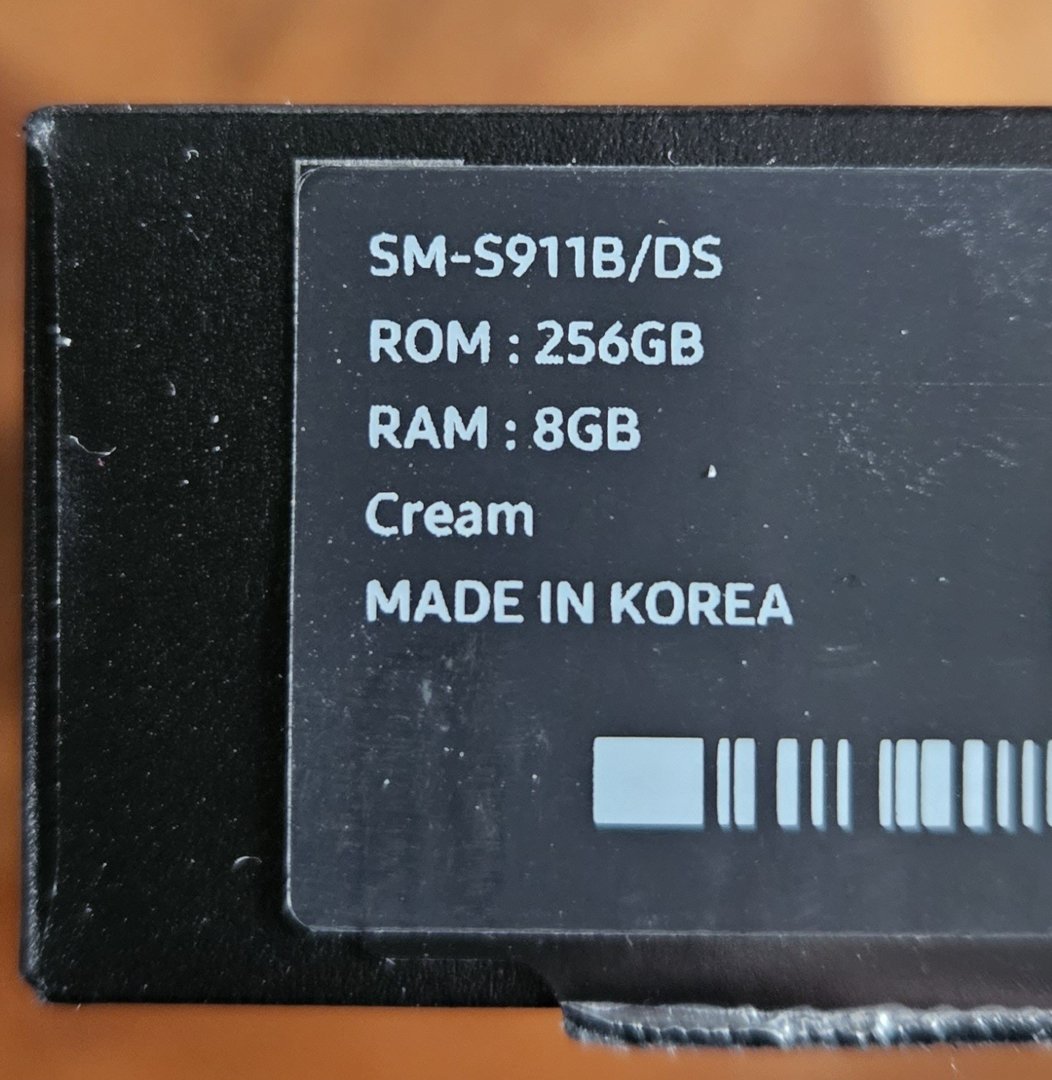 SM-S911B/DS
ROM : 256GB
RAM : 8GB
Cream
MADE IN KOREA